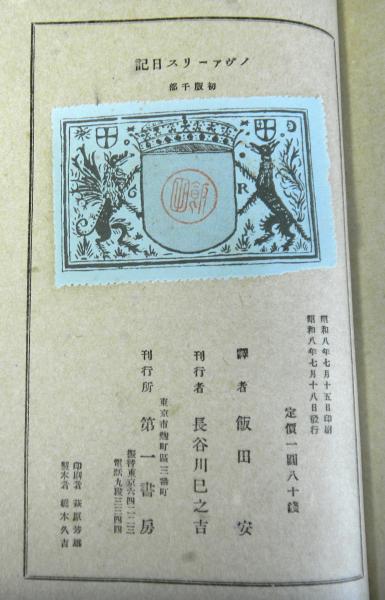 ノヴァーリス日記
初版千部
R
昭和八年七月十五日印刷
昭和八年七月十八日發行
定價一圓八十錢
譯者 飯田安
刊行者 長谷川巳之吉
東京市麹町區三番町
刊行所 第一書房
振替東京六四二二三
電話九段三三四四
印刷者 萩原芳雄
製本者 橋本久吉